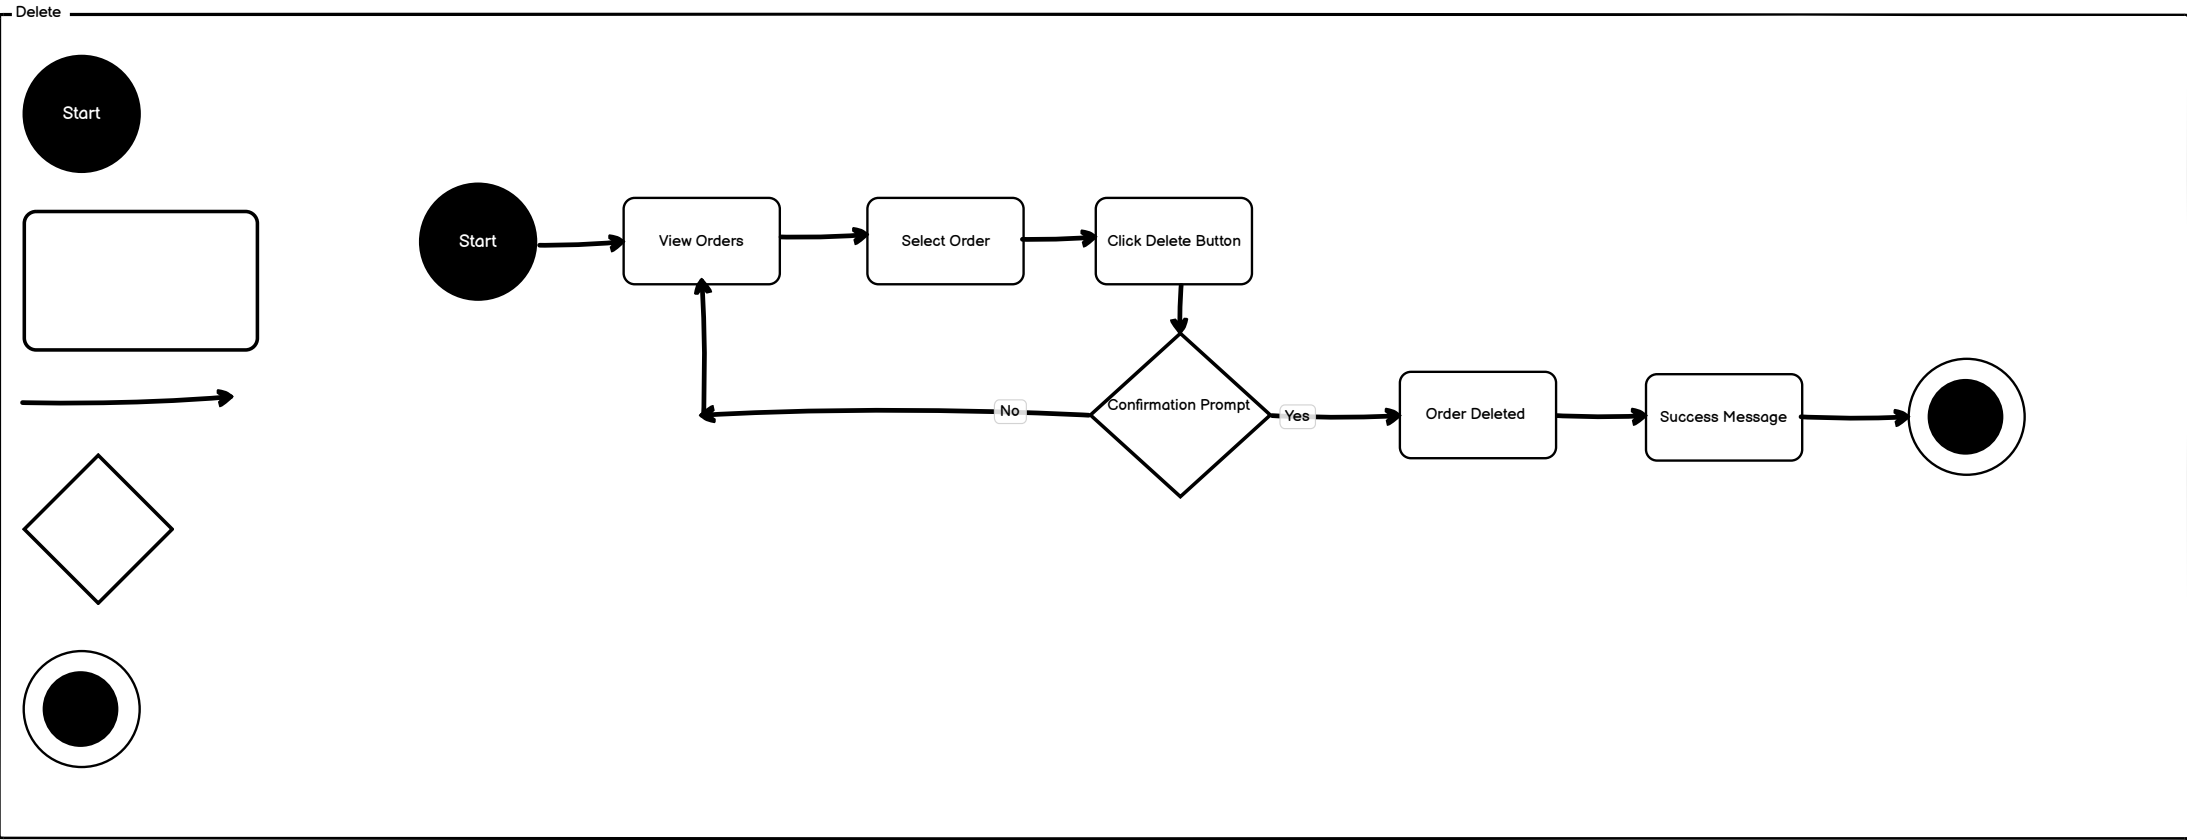 Delete
Start
Start
View Orders
Select Order
Click Delete Button
Confirmation Prompt
No
Yes
Order Deleted
Success Message